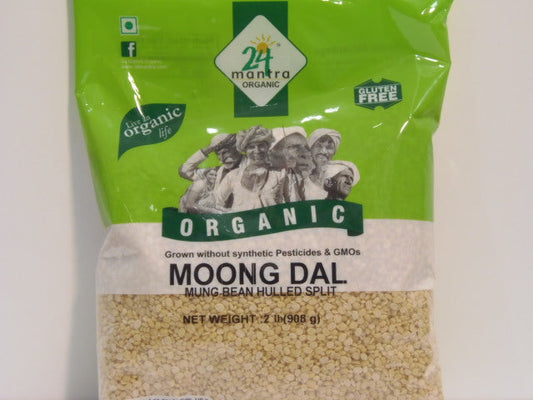 24
mantra
ORGANIC
GLUTEN
FREE
Live an
organic
life
ORGANIC
Grown without synthetic Pesticides & GMOs
MOONG DAL.
MUNG BEAN HULLED SPLIT
NET WEIGHT :2 lb(908 g)